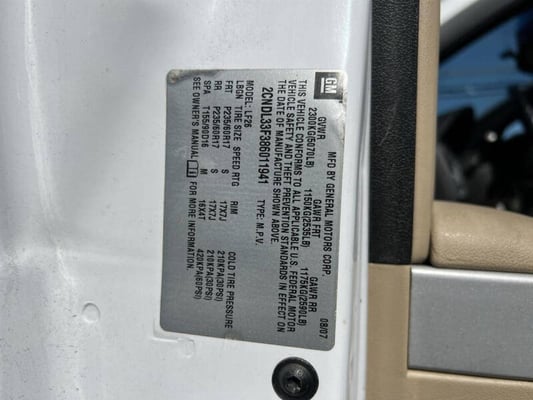 GM
MFD BY GENERAL MOTORS CORP. 08/07
GVWR GAWR FRT GAWR RR
2300KG(5070LB) 1150KG(2535LB) 1175KG(2590LB)
THIS VEHICLE CONFORMS TO ALL APPLICABLE U.S. FEDERAL MOTOR
VEHICLE SAFETY AND THEFT PREVENTION STANDARDS IN EFFECT ON
THE DATE OF MANUFACTURE SHOWN ABOVE.
2CNDL33F386011941 TYPE: M.P.V.
MODEL: LF26
LBGN TIRE SIZE SPEED RTG RIM COLD TIRE PRESSURE
FRT P235/60R17 S 17X7J 210KPA(30PSI)
RR P235/60R17 S 17X7J 210KPA(30PSI)
SPA T155/90D16 M 16X4T 420KPA(60PSI)
SEE OWNER'S MANUAL FOR MORE INFORMATION.